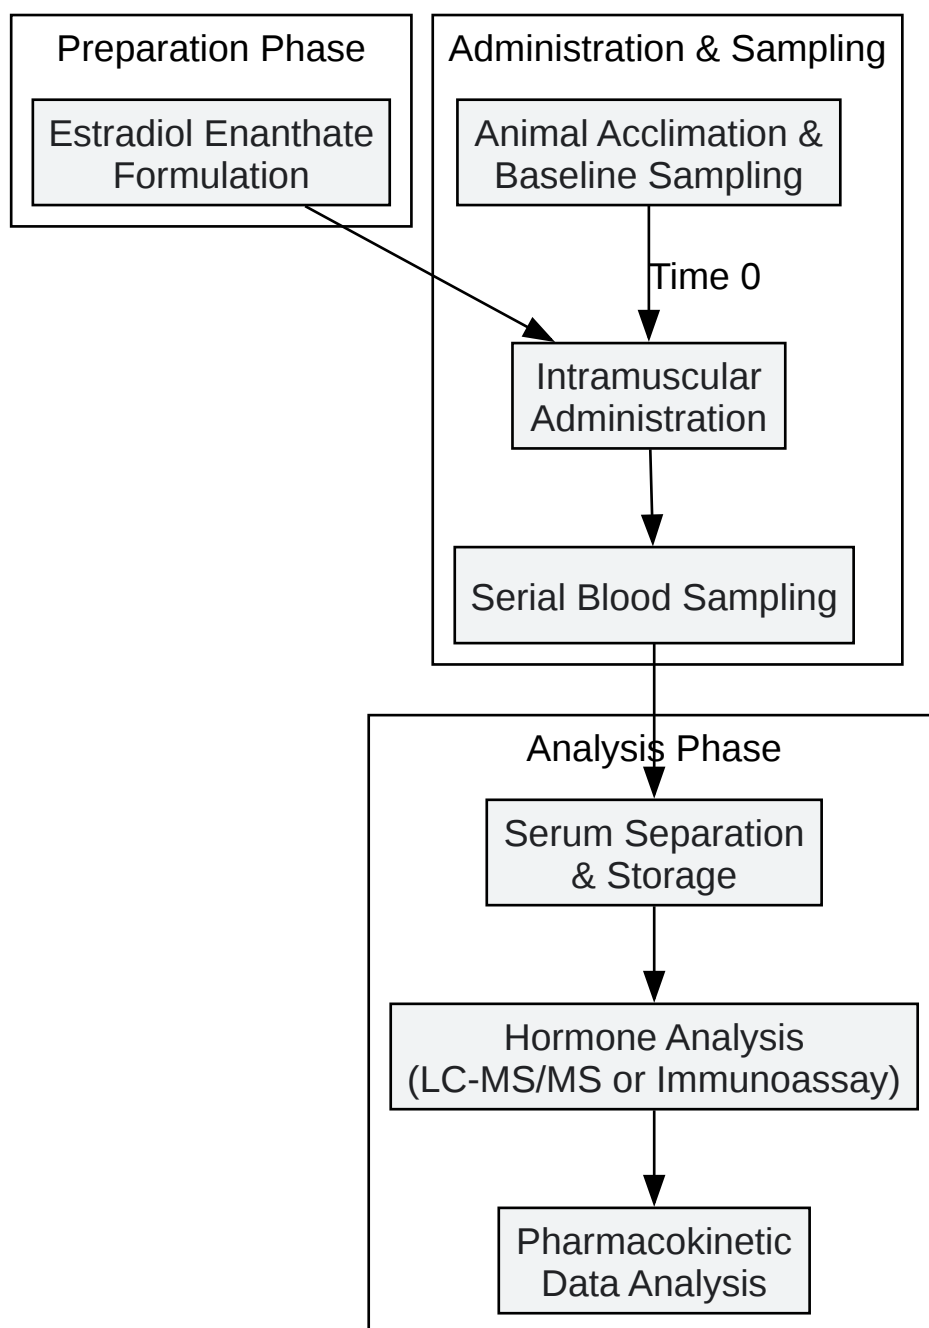 Preparation Phase
Estradiol Enanthate
Formulation
Administration & Sampling
Animal Acclimation &
Baseline Sampling
Time 0
Intramuscular
Administration
Serial Blood Sampling
Analysis Phase
Serum Separation
& Storage
Hormone Analysis
(LC-MS/MS or Immunoassay)
Pharmacokinetic
Data Analysis